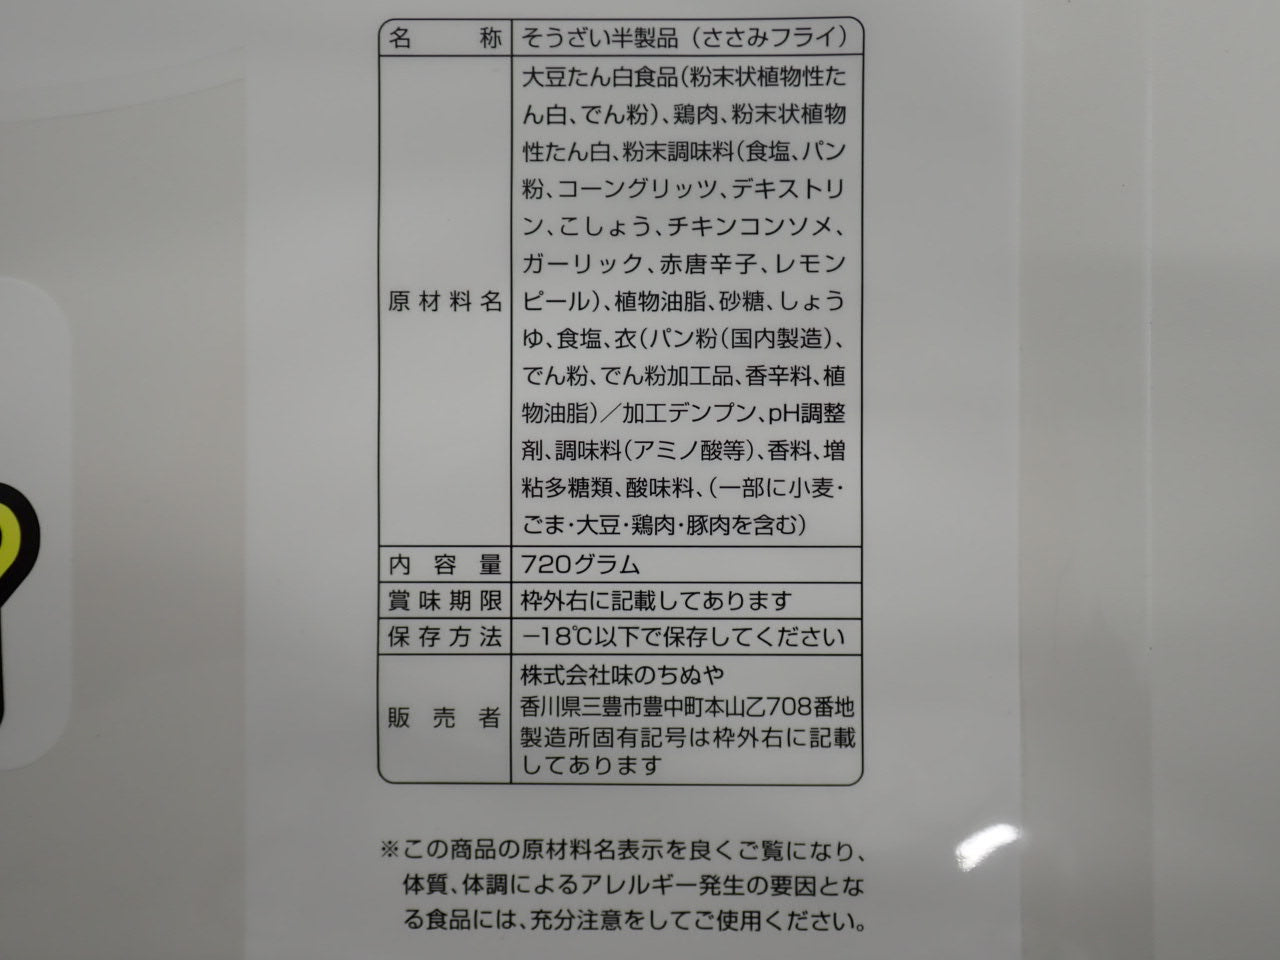 名称 そうざい半製品（ささみフライ）
原材料名 大豆たん白食品（粉末状植物性た
ん白、でん粉）、鶏肉、粉末状植物
性たん白、粉末調味料（食塩、パン
粉、コーングリッツ、デキストリ
ン、こしょう、チキンコンソメ、
ガーリック、赤唐辛子、レモン
ピール）、植物油脂、砂糖、しょう
ゆ、食塩、衣（パン粉（国内製造）、
でん粉、でん粉加工品、香辛料、植
物油脂）／加工デンプン、pH調整
剤、調味料（アミノ酸等）、香料、増
粘多糖類、酸味料、（一部に小麦・
ごま・大豆・鶏肉・豚肉を含む）
内容量 720グラム
賞味期限 枠外右に記載してあります
保存方法 −18℃以下で保存してください
販売者 株式会社味のちぬや
香川県三豊市豊中町本山乙708番地
製造所固有記号は枠外右に記載
してあります
※この商品の原材料名表示を良くご覧になり、
体質、体調によるアレルギー発生の要因とな
る食品には、充分注意をしてご使用ください。